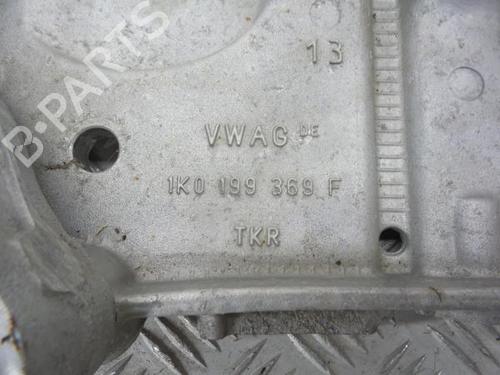 B-PARTS
13
VWAG DE
1K0 199 369 F
TKR